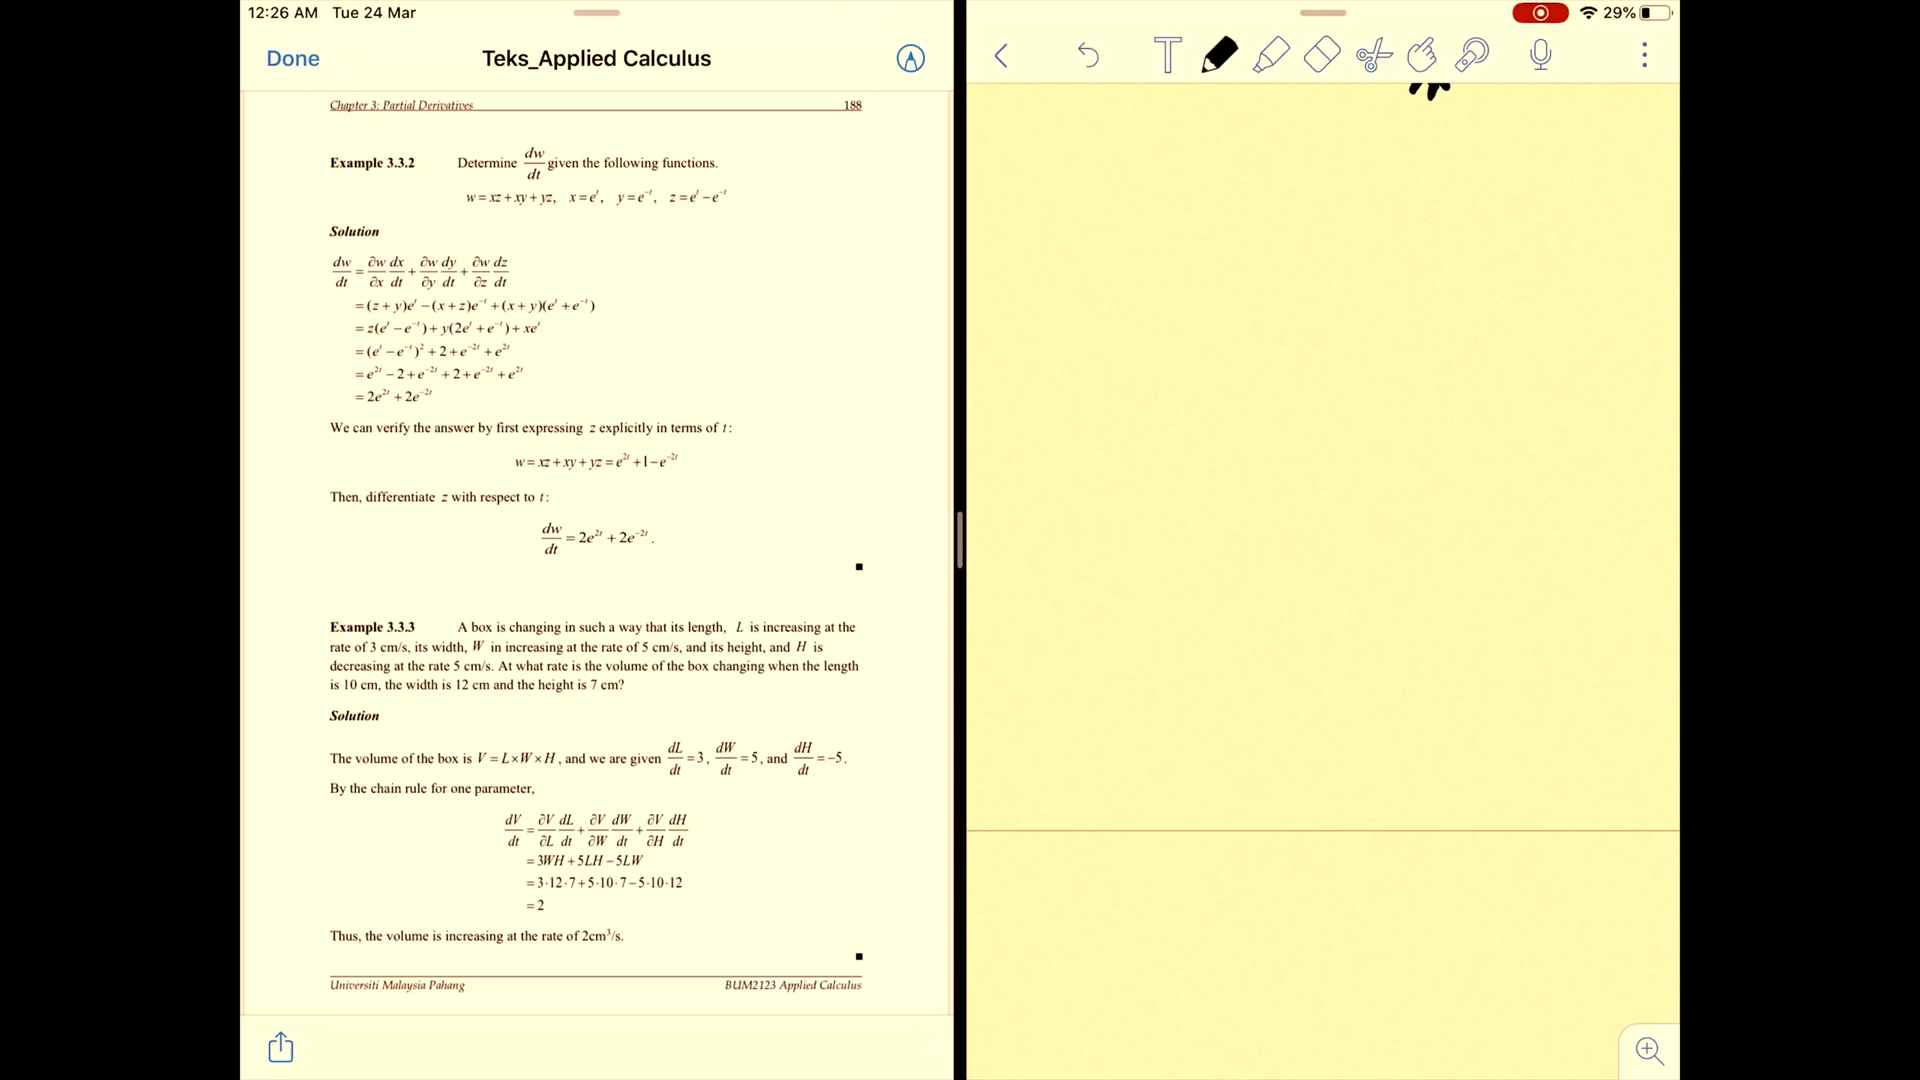 12:26 AM Tue 24 Mar
29%
Done
Teks_Applied Calculus
T
Chapter 3: Partial Derivatives 188
Example 3.3.2 Determine dw/dt given the following functions.
w = xz + xy + yz, x = e^t, y = e^{-t}, z = e^t − e^{-t}
Solution
dw/dt = ∂w/∂x dx/dt + ∂w/∂y dy/dt + ∂w/∂z dz/dt
= (z + y)e^t − (x + z)e^{-t} + (x + y)(e^t + e^{-t})
= z(e^t − e^{-t}) + y(2e^t + e^{-t}) + xe^t
= (e^t − e^{-t})² + 2 + e^{-2t} + e^{2t}
= e^{2t} − 2 + e^{-2t} + 2 + e^{-2t} + e^{2t}
= 2e^{2t} + 2e^{-2t}
We can verify the answer by first expressing z explicitly in terms of t:
w = xz + xy + yz = e^{2t} + 1 − e^{-2t}
Then, differentiate z with respect to t:
dw/dt = 2e^{2t} + 2e^{-2t}.
Example 3.3.3 A box is changing in such a way that its length, L is increasing at the
rate of 3 cm/s, its width, W in increasing at the rate of 5 cm/s, and its height, and H is
decreasing at the rate 5 cm/s. At what rate is the volume of the box changing when the length
is 10 cm, the width is 12 cm and the height is 7 cm?
Solution
The volume of the box is V = L×W×H, and we are given dL/dt = 3, dW/dt = 5, and dH/dt = −5.
By the chain rule for one parameter,
dV/dt = ∂V/∂L dL/dt + ∂V/∂W dW/dt + ∂V/∂H dH/dt
= 3WH + 5LH − 5LW
= 3·12·7 + 5·10·7 − 5·10·12
= 2
Thus, the volume is increasing at the rate of 2cm³/s.
Universiti Malaysia Pahang BUM2123 Applied Calculus